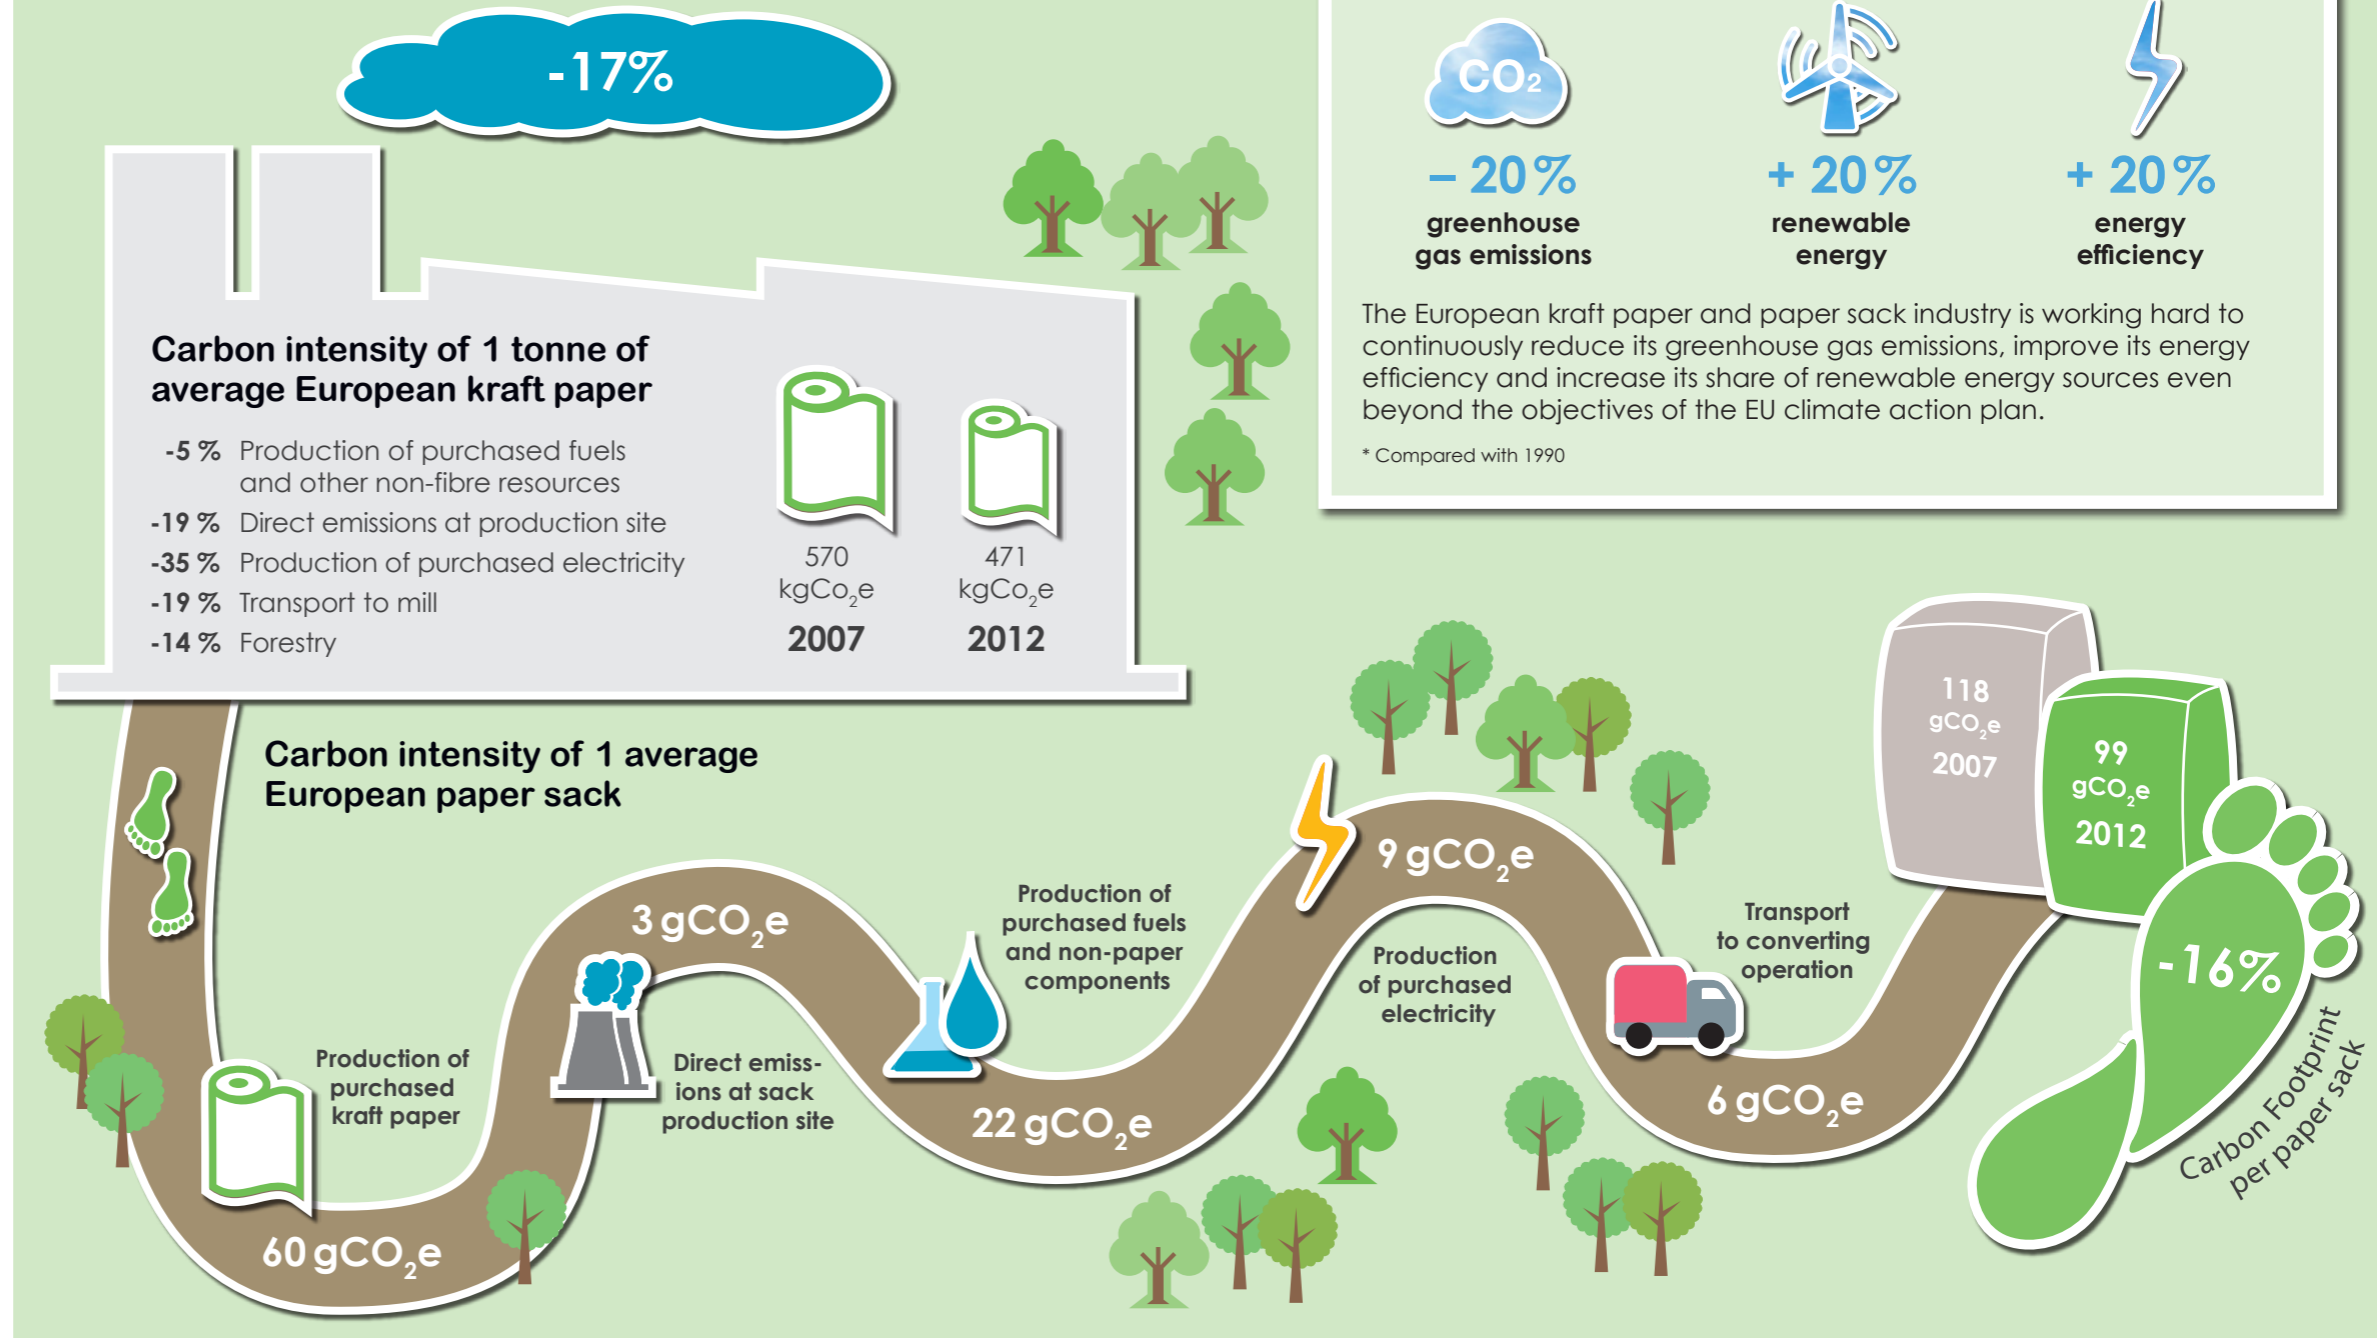 -17%
CO₂
– 20%
greenhouse
gas emissions
+ 20%
renewable
energy
+ 20%
energy
efficiency
The European kraft paper and paper sack industry is working hard to
continuously reduce its greenhouse gas emissions, improve its energy
efficiency and increase its share of renewable energy sources even
beyond the objectives of the EU climate action plan.
* Compared with 1990
Carbon intensity of 1 tonne of
average European kraft paper
-5 % Production of purchased fuels
and other non-fibre resources
-19 % Direct emissions at production site
-35 % Production of purchased electricity
-19 % Transport to mill
-14 % Forestry
570
kgCo₂e
2007
471
kgCo₂e
2012
Carbon intensity of 1 average
European paper sack
Production of
purchased
kraft paper
60 gCO₂e
3 gCO₂e
Direct emiss-
ions at sack
production site
Production of
purchased fuels
and non-paper
components
22 gCO₂e
9 gCO₂e
Production
of purchased
electricity
Transport
to converting
operation
6 gCO₂e
118
gCO₂e
2007
99
gCO₂e
2012
-16%
Carbon Footprint
per paper sack